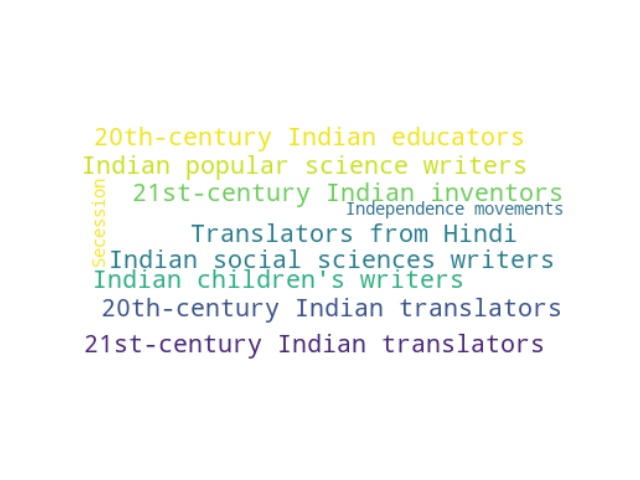 20th-century Indian educators
Indian popular science writers
Secession
21st-century Indian inventors
Independence movements
Translators from Hindi
Indian social sciences writers
Indian children's writers
20th-century Indian translators
21st-century Indian translators